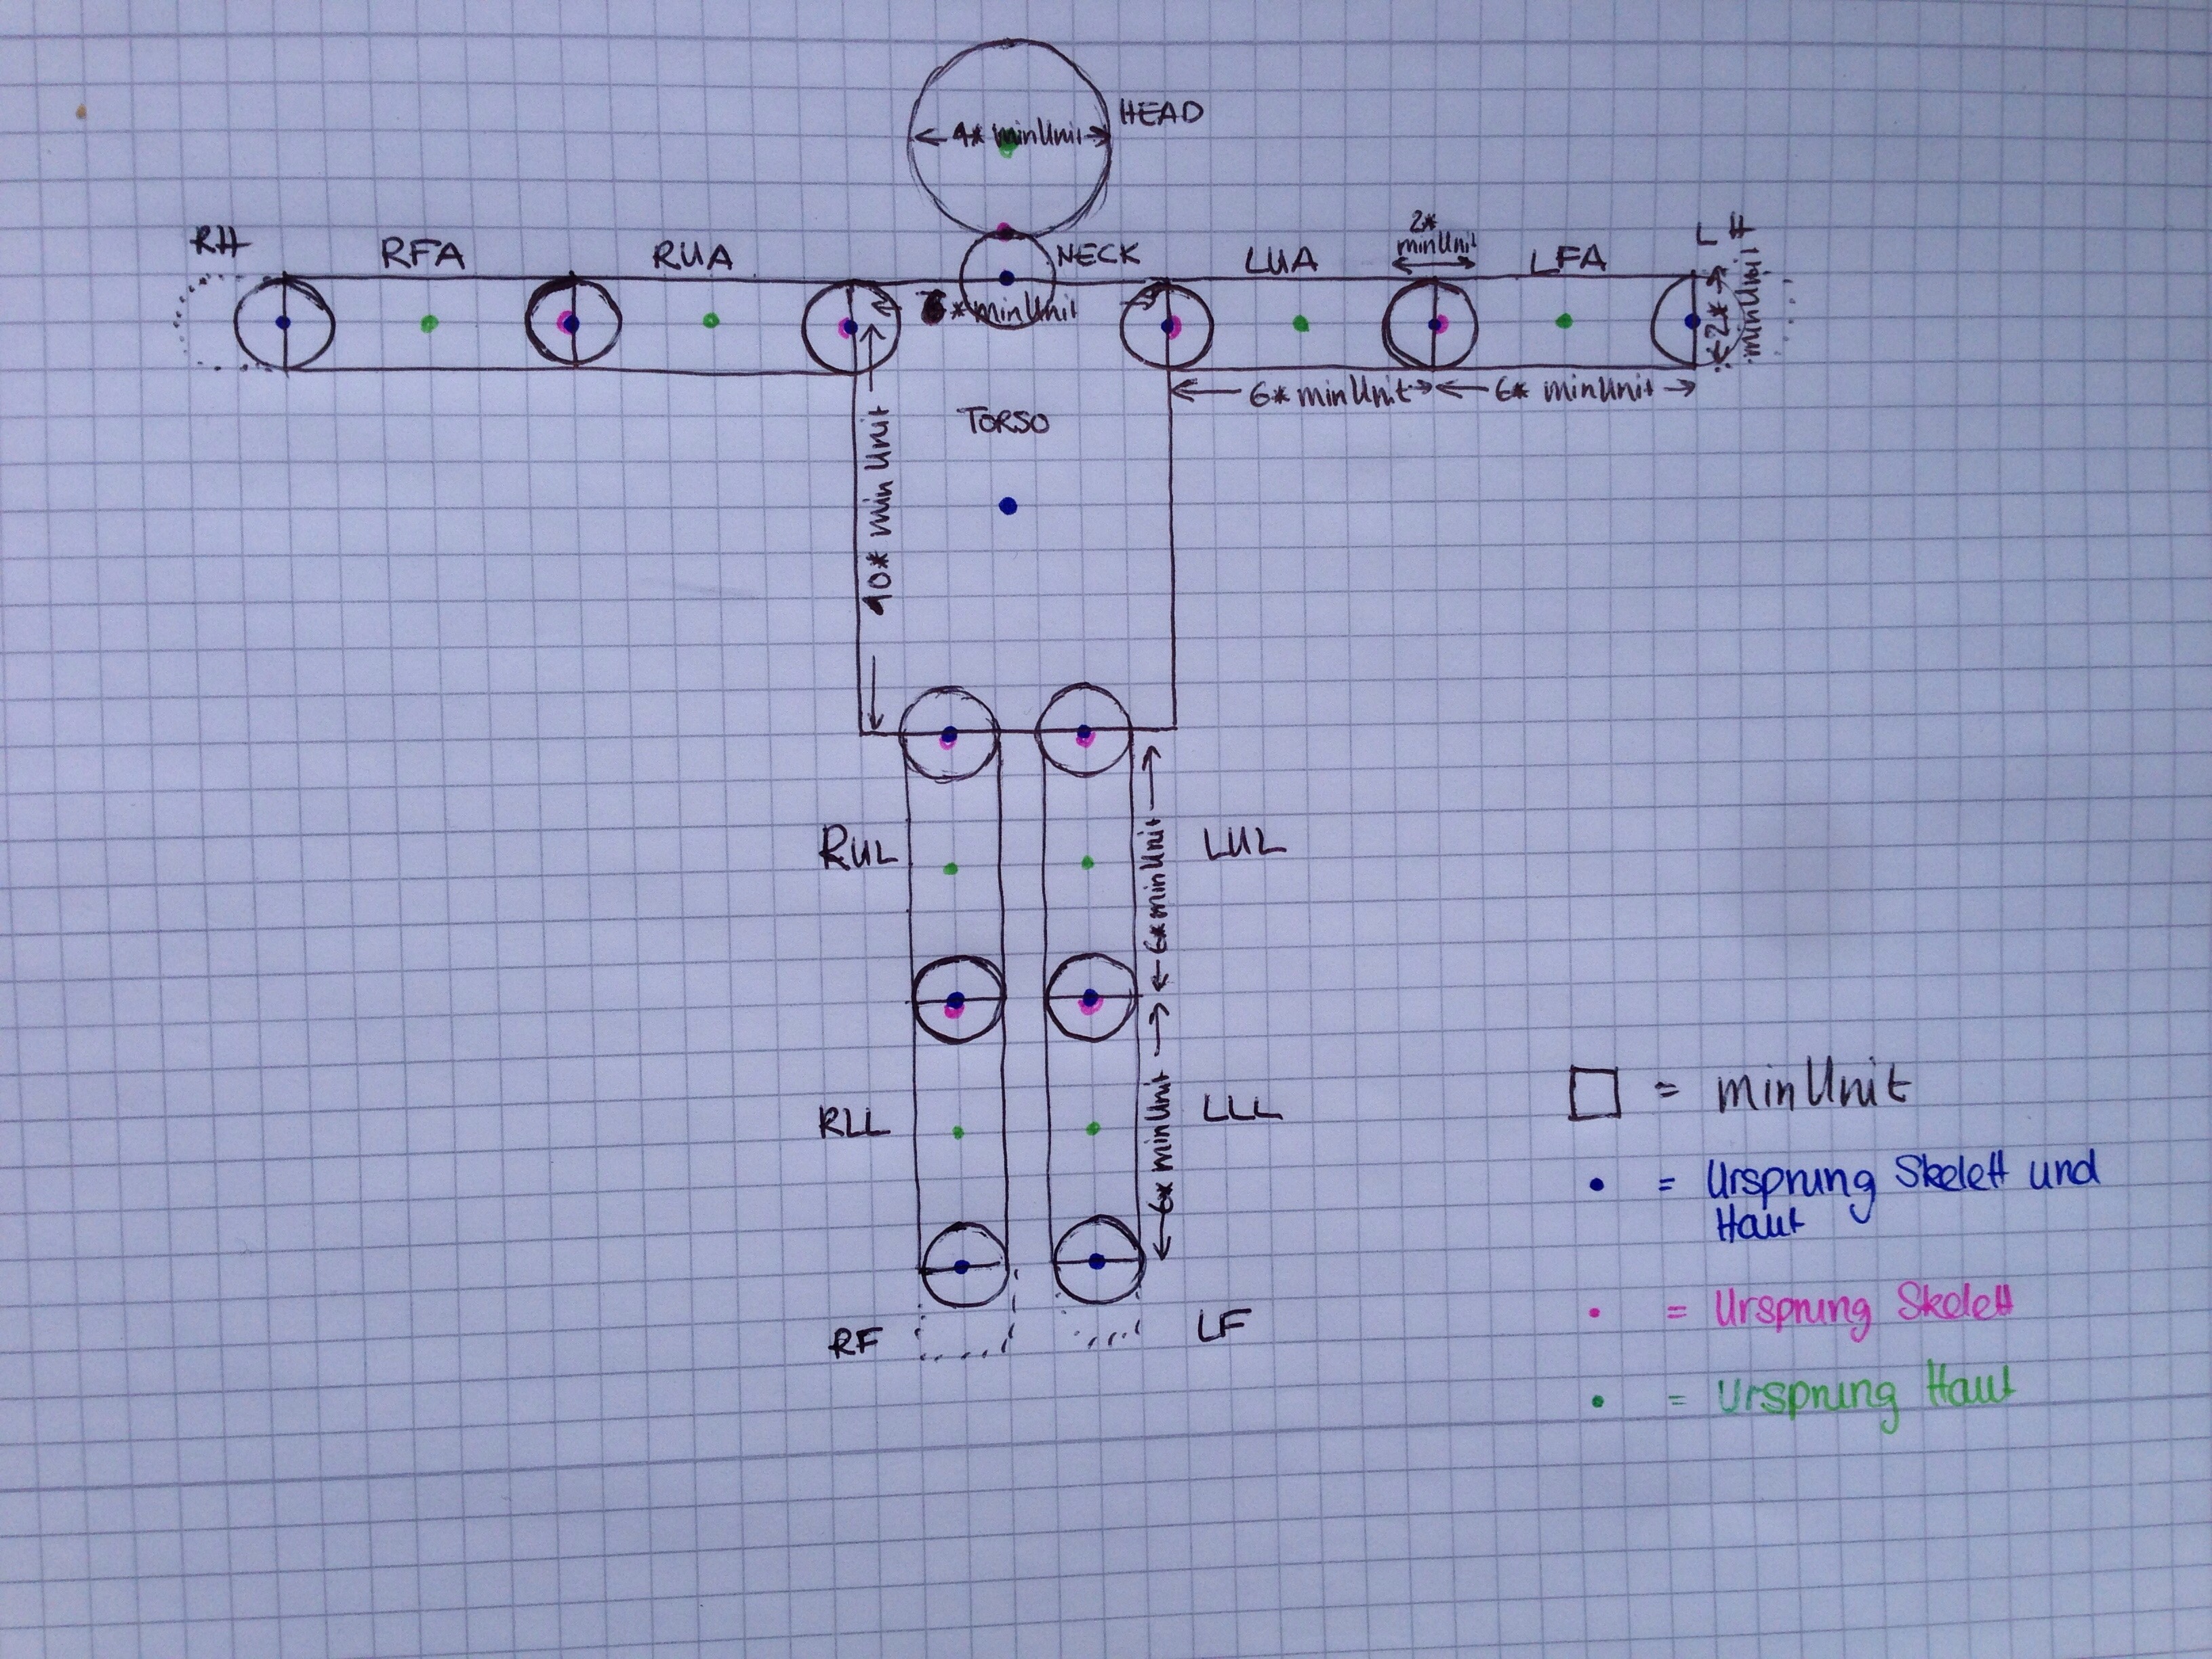 HEAD
4* minUnit
RH
RFA
RUA
NECK
LUA
2*
minUnit
LFA
LH
2*
minUnit
* minUnit
6* minUnit
6* minUnit
10* minUnit
TORSO
RUL
LUL
6* minUnit
RLL
LLL
6* minUnit
RF
LF
= minUnit
= Ursprung Skelett und
Haut
= Ursprung Skelett
= Ursprung Haut